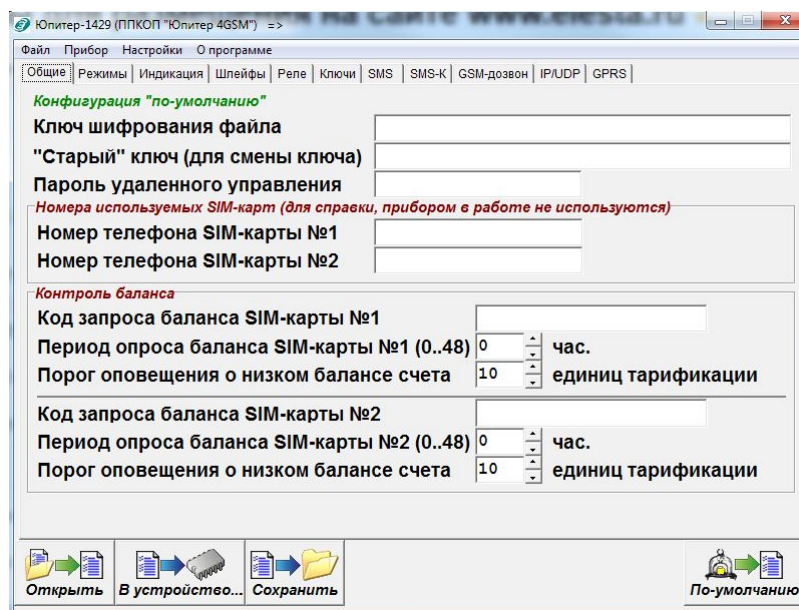 на сайте www.elesta.ru
Юпитер-1429 (ППКОП "Юпитер 4GSM") =>
Файл Прибор Настройки О программе
Общие Режимы Индикация Шлейфы Реле Ключи SMS SMS-К GSM-дозвон IP/UDP GPRS
Конфигурация "по-умолчанию"
Ключ шифрования файла
"Старый" ключ (для смены ключа)
Пароль удаленного управления
Номера используемых SIM-карт (для справки, прибором в работе не используются)
Номер телефона SIM-карты №1
Номер телефона SIM-карты №2
Контроль баланса
Код запроса баланса SIM-карты №1
Период опроса баланса SIM-карты №1 (0..48) 0 час.
Порог оповещения о низком балансе счета 10 единиц тарификации
Код запроса баланса SIM-карты №2
Период опроса баланса SIM-карты №2 (0..48) 0 час.
Порог оповещения о низком балансе счета 10 единиц тарификации
Открыть В устройство... Сохранить По-умолчанию